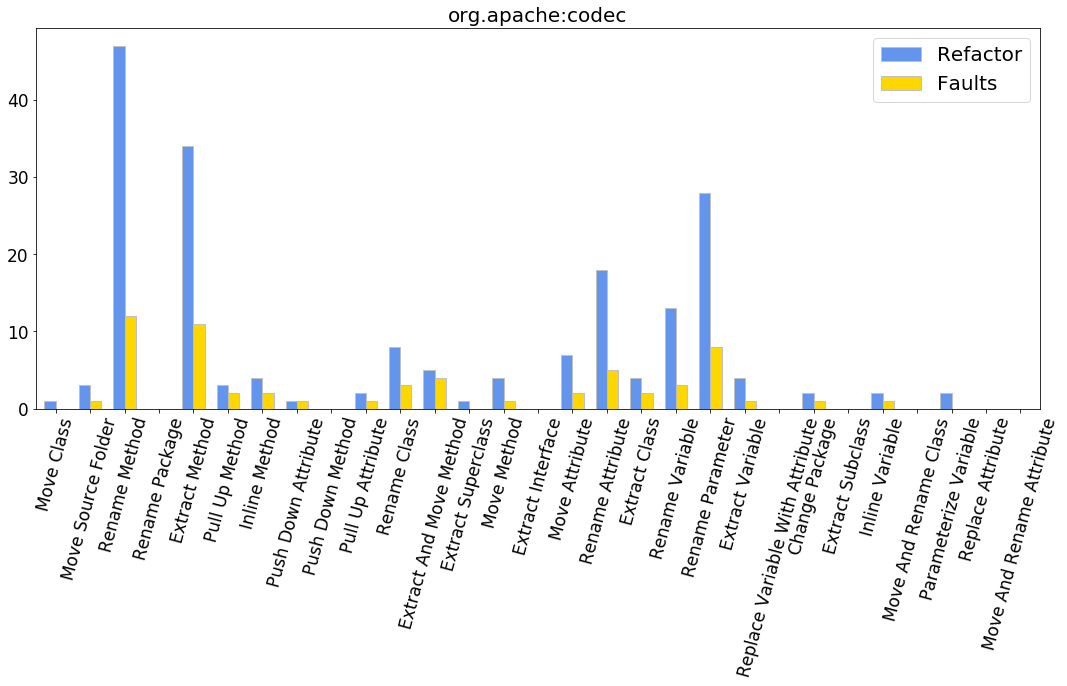 org.apache:codec
Refactor
Faults
40
30
20
10
0
Move Class
Move Source Folder
Rename Method
Rename Package
Extract Method
Pull Up Method
Inline Method
Push Down Attribute
Push Down Method
Pull Up Attribute
Rename Class
Extract And Move Method
Extract Superclass
Move Method
Extract Interface
Move Attribute
Rename Attribute
Extract Class
Rename Variable
Rename Parameter
Extract Variable
Replace Variable With Attribute
Change Package
Extract Subclass
Inline Variable
Move And Rename Class
Parameterize Variable
Replace Attribute
Move And Rename Attribute